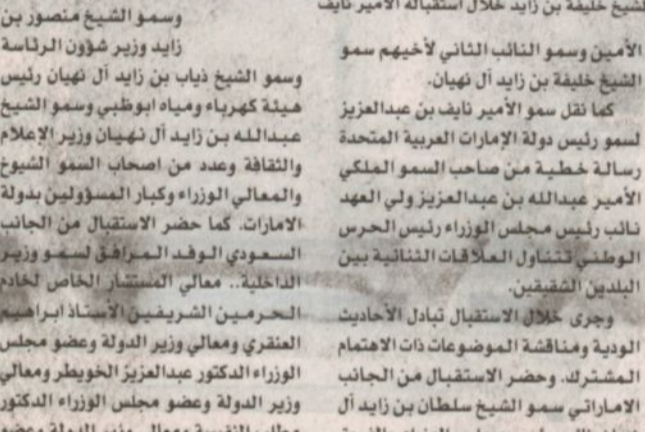 الشيخ خليفة بن زايد خلال استقباله الأمير نايف
الأمين وسمو النائب الثاني لأخيهم سمو
الشيخ خليفة بن زايد آل نهيان.
كما نقل سمو الأمير نايف بن عبدالعزيز
لسمو رئيس دولة الإمارات العربية المتحدة
رسالة خطية من صاحب السمو الملكي
الأمير عبدالله بن عبدالعزيز ولي العهد
نائب رئيس مجلس الوزراء رئيس الحرس
الوطني تتناول العلاقات الثنائية بين
البلدين الشقيقين.
وجرى خلال الاستقبال تبادل الأحاديث
الودية ومناقشة الموضوعات ذات الاهتمام
المشترك. وحضر الاستقبال من الجانب
الاماراتي سمو الشيخ سلطان بن زايد آل
وسمو الشيخ منصور بن
زايد وزير شؤون الرئاسة
وسمو الشيخ ذياب بن زايد آل نهيان رئيس
هيئة كهرباء ومياه ابوظبي وسمو الشيخ
عبدالله بن زايد آل نهيان وزير الإعلام
والثقافة وعدد من اصحاب السمو الشيوخ
والمعالي الوزراء وكبار المسؤولين بدولة
الامارات. كما حضر الاستقبال من الجانب
السعودي الوفد المرافق لسمو وزير
الداخلية.. معالي المستشار الخاص لخادم
الحرمين الشريفين الأستاذ ابراهيم
العنقري ومعالي وزير الدولة وعضو مجلس
الوزراء الدكتور عبدالعزيز الخويطر ومعالي
وزير الدولة وعضو مجلس الوزراء الدكتور